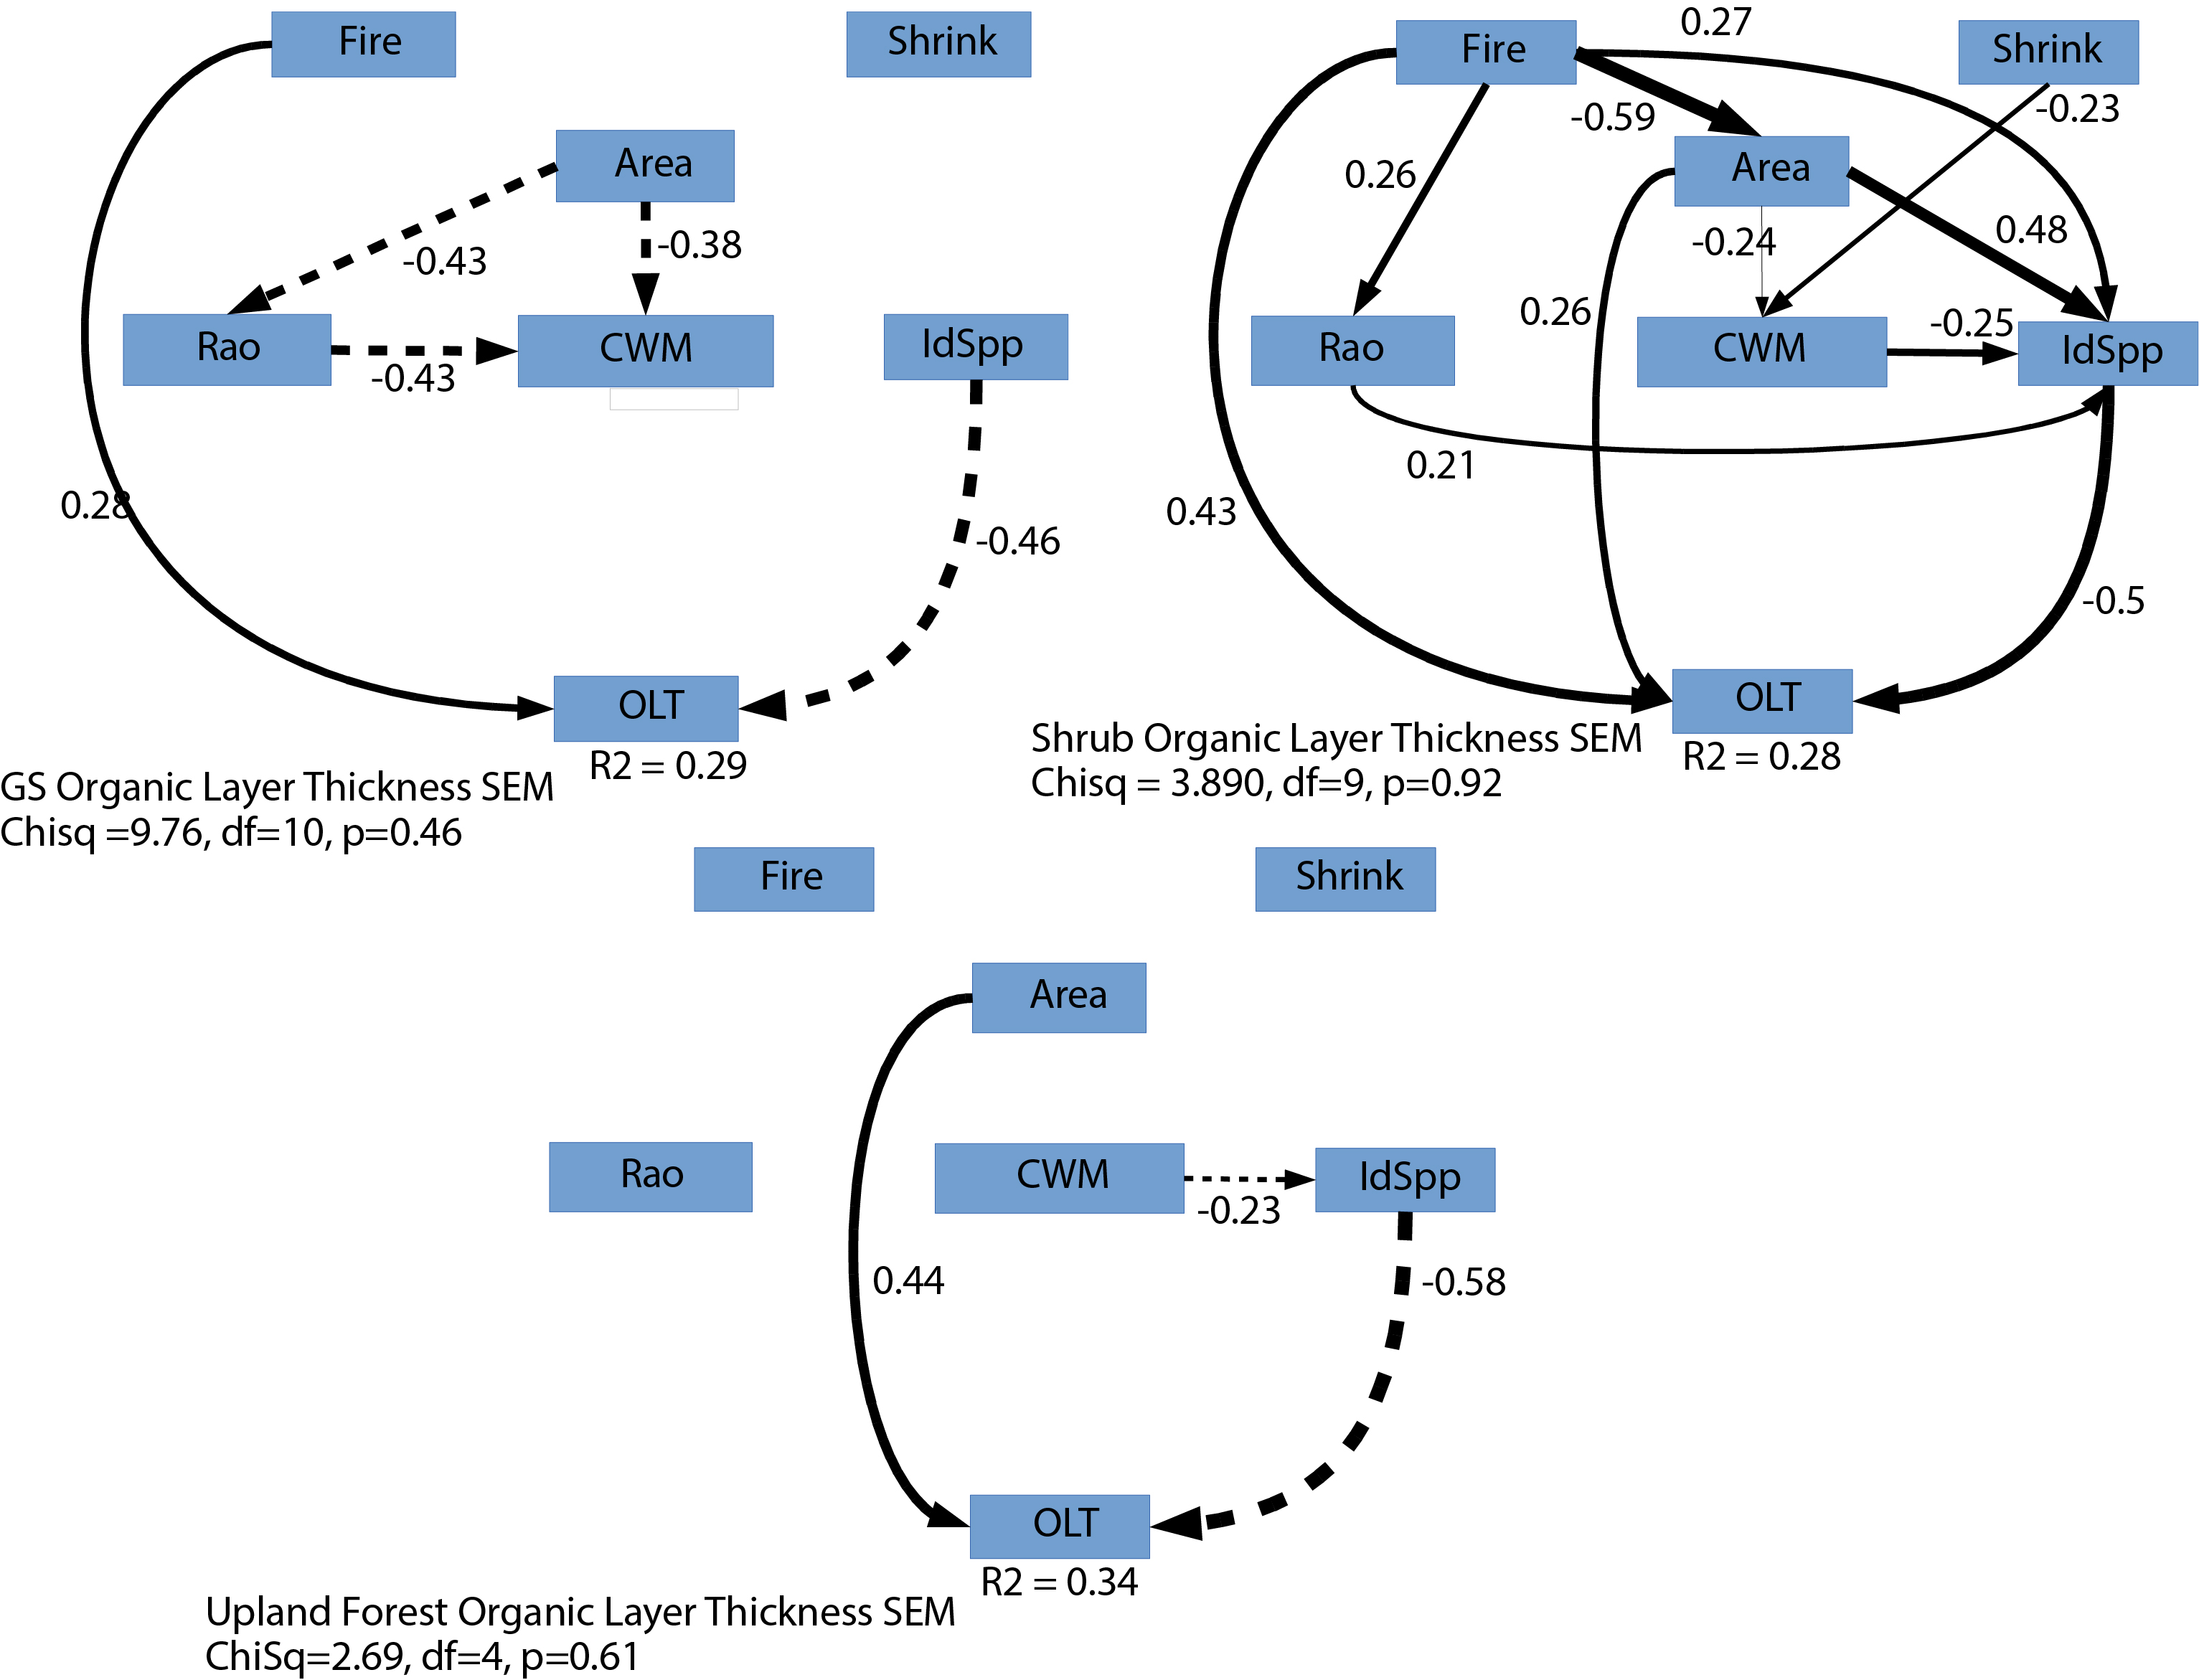 Fire
Shrink
Area
-0.43
-0.38
Rao
-0.43
CWM
IdSpp
0.28
-0.46
OLT
R2 = 0.29
GS Organic Layer Thickness SEM
Chisq =9.76, df=10, p=0.46
Fire
0.27
Shrink
-0.59
-0.23
Area
0.26
-0.24
0.48
0.26
Rao
CWM
-0.25
IdSpp
0.21
0.43
-0.5
OLT
R2 = 0.28
Shrub Organic Layer Thickness SEM
Chisq = 3.890, df=9, p=0.92
Fire
Shrink
Area
Rao
CWM
-0.23
IdSpp
0.44
-0.58
OLT
R2 = 0.34
Upland Forest Organic Layer Thickness SEM
ChiSq=2.69, df=4, p=0.61